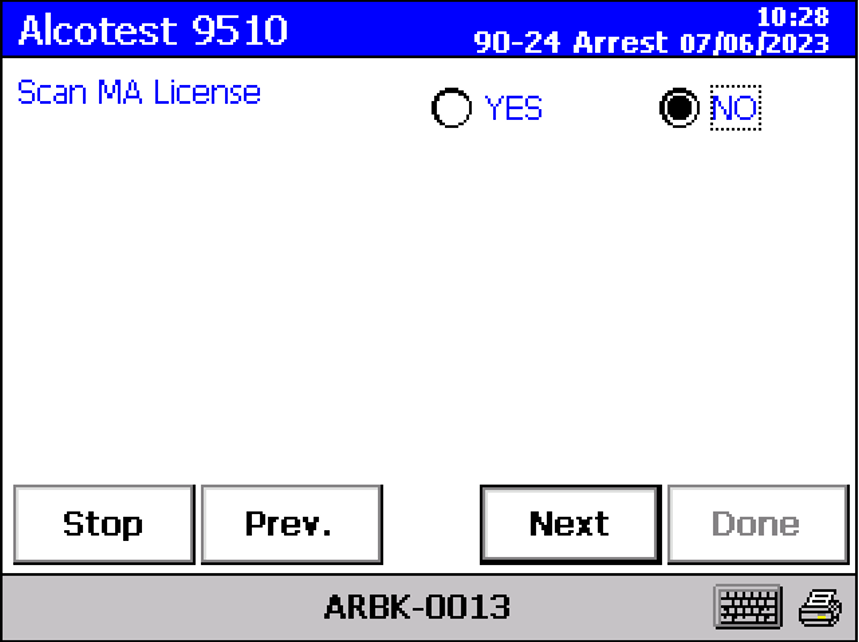 Alcotest 9510
10:28
90-24 Arrest 07/06/2023
Scan MA License
YES
NO
Stop
Prev.
Next
Done
ARBK-0013